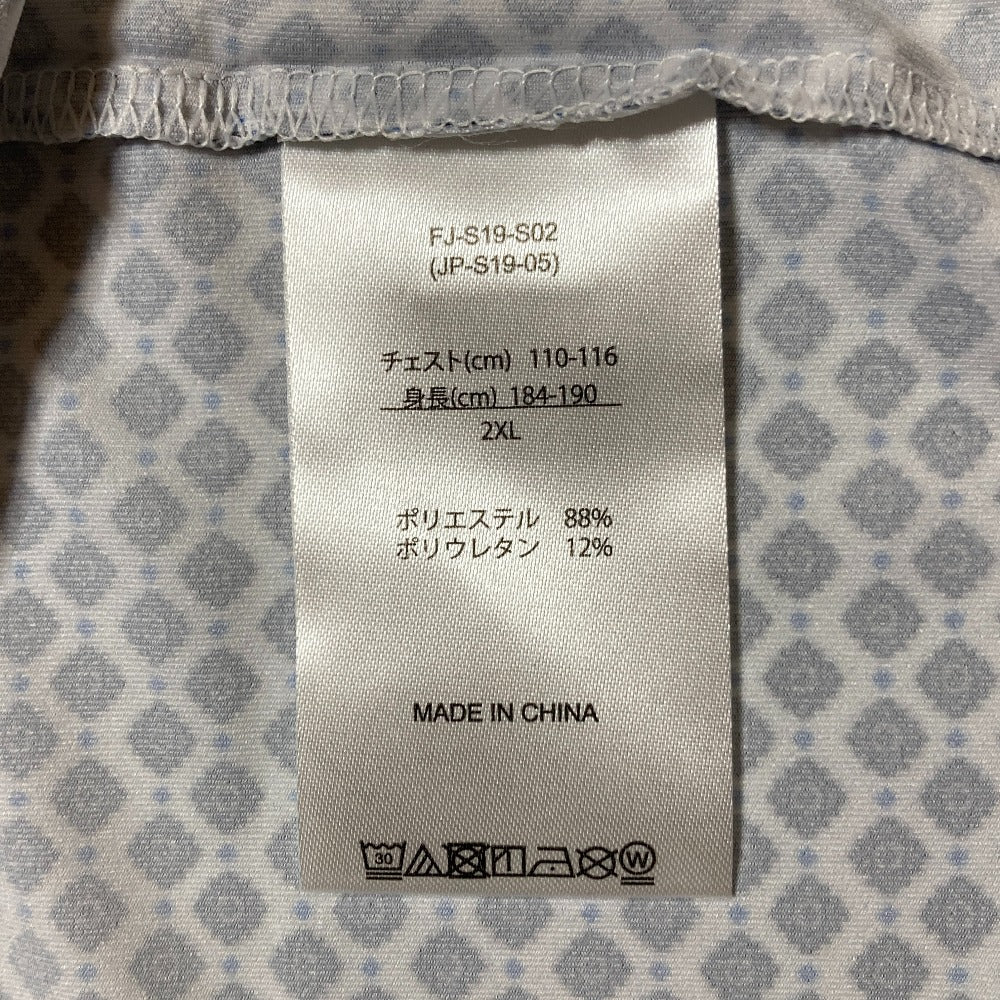 FJ-S19-S02
(JP-S19-05)
チェスト(cm) 110-116
身長(cm) 184-190
2XL
ポリエステル 88%
ポリウレタン 12%
MADE IN CHINA
30 W